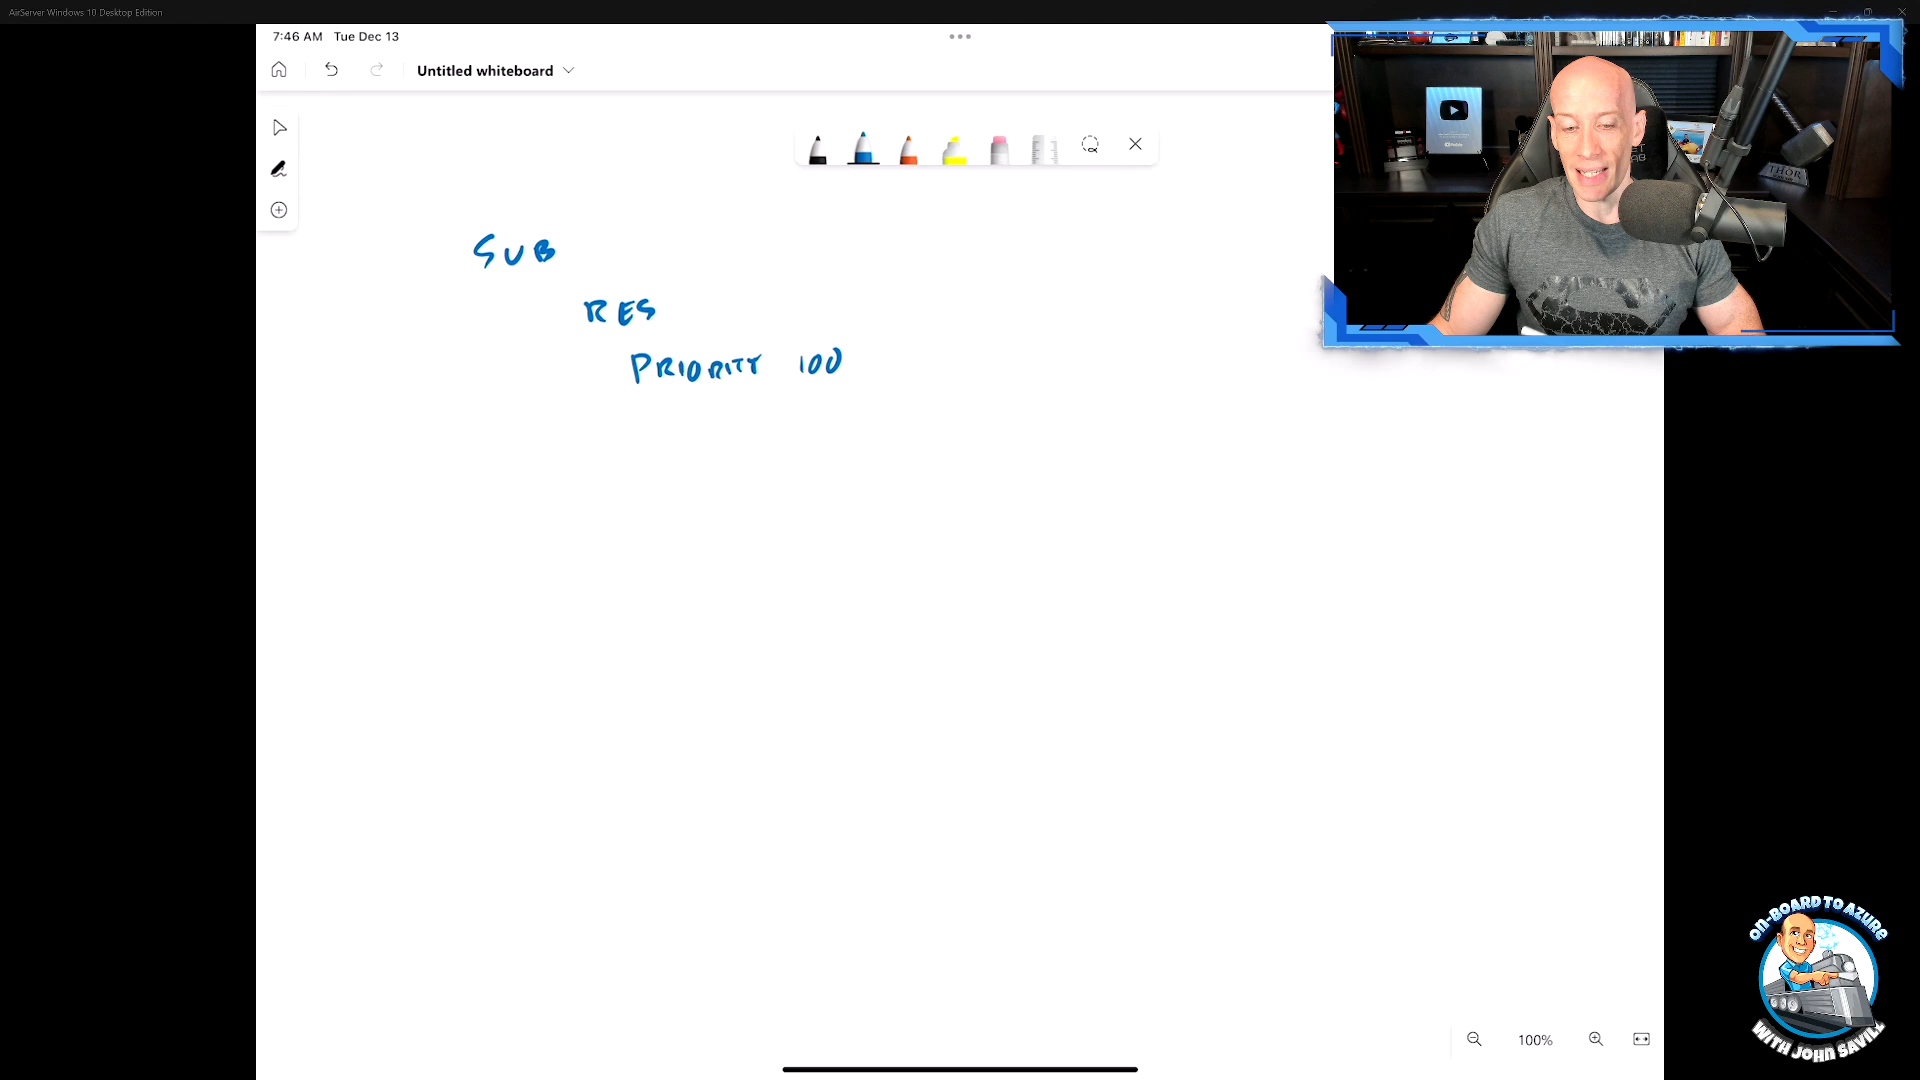 AirServer Windows 10 Desktop Edition
7:46 AM Tue Dec 13
Untitled whiteboard
SUB
RES
PRIORITY 100
THOR
ON-BOARD TO AZURE
WITH JOHN SAVILL
100%